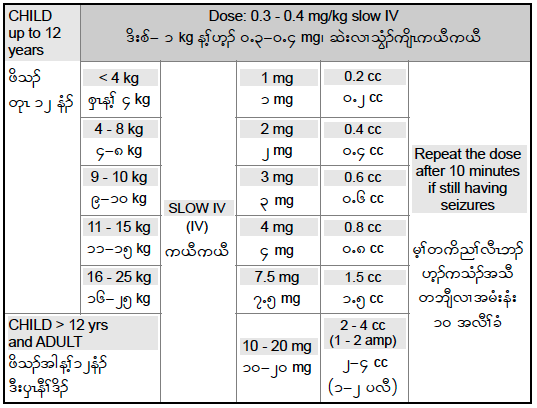 CHILD
up to 12
years
ဖိသၣ်
တုၤ ၁၂ နံၣ်
Dose: 0.3 - 0.4 mg/kg slow IV
ဒိးစ်– ၁ kg န့ၢ်ဟ့ၣ် ၀.၃–၀.၄ mg၊ ဆဲးလၢသွံၣ်ကျိၤကယီကယီ
< 4 kg
စှၤန့ၢ် ၄ kg
1 mg
၁ mg
0.2 cc
၀.၂ cc
4 - 8 kg
၄–၈ kg
2 mg
၂ mg
0.4 cc
၀.၄ cc
9 - 10 kg
၉–၁၀ kg
3 mg
၃ mg
0.6 cc
၀.၆ cc
11 - 15 kg
၁၁–၁၅ kg
4 mg
၄ mg
0.8 cc
၀.၈ cc
16 - 25 kg
၁၆–၂၅ kg
7.5 mg
၇.၅ mg
1.5 cc
၁.၅ cc
SLOW IV
(IV)
ကယီကယီ
Repeat the dose
after 10 minutes
if still having
seizures
မ့ၢ်တကိညၢ်လီၤဘၣ်
ဟ့ၣ်ကသံၣ်အသီ
တဘျီလၢအမံးနံး
၁၀ အလီၢ်ခံ
CHILD > 12 yrs
and ADULT
ဖိသၣ်အါန့ၢ်၁၂နံၣ်
ဒီးပှၤနီၢ်ဒိၣ်
10 - 20 mg
၁၀–၂၀ mg
2 - 4 cc
(1 - 2 amp)
၂–၄ cc
(၁–၂ ပလီ)